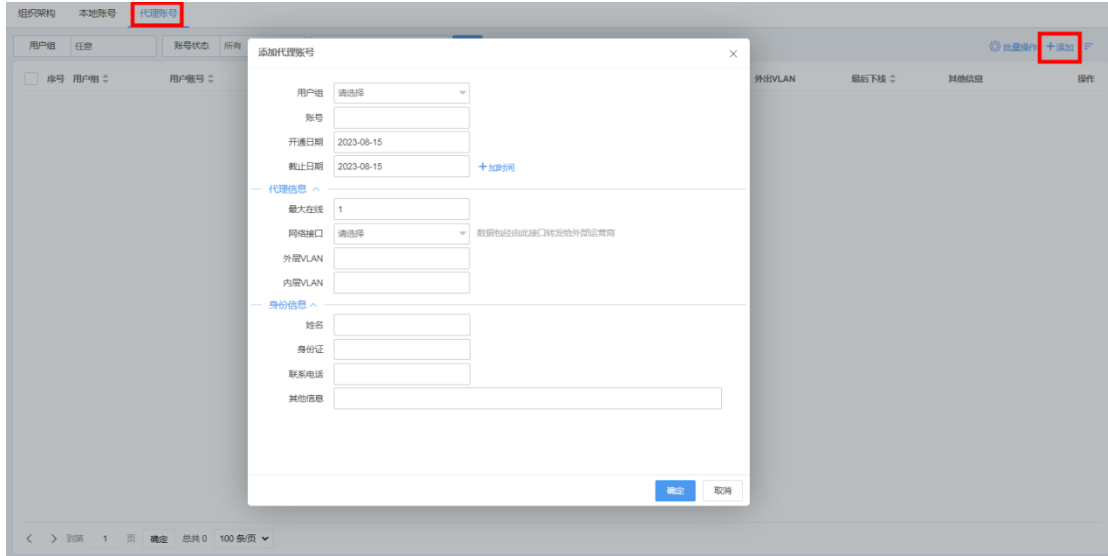 组织架构 本地账号 代理账号
用户组 任意 账号状态 所有 批量操作 添加
序号 用户组 用户账号 外出VLAN 最后下线 其他信息 操作
添加代理账号
用户组 请选择
账号
开通日期 2023-08-15
截止日期 2023-08-15 加时间
代理信息
最大在线 1
网络接口 请选择 数据包经由此接口转发给外部运营商
外层VLAN
内层VLAN
身份信息
姓名
身份证
联系电话
其他信息
确定 取消
到第 1 页 确定 总共 0 100 条/页